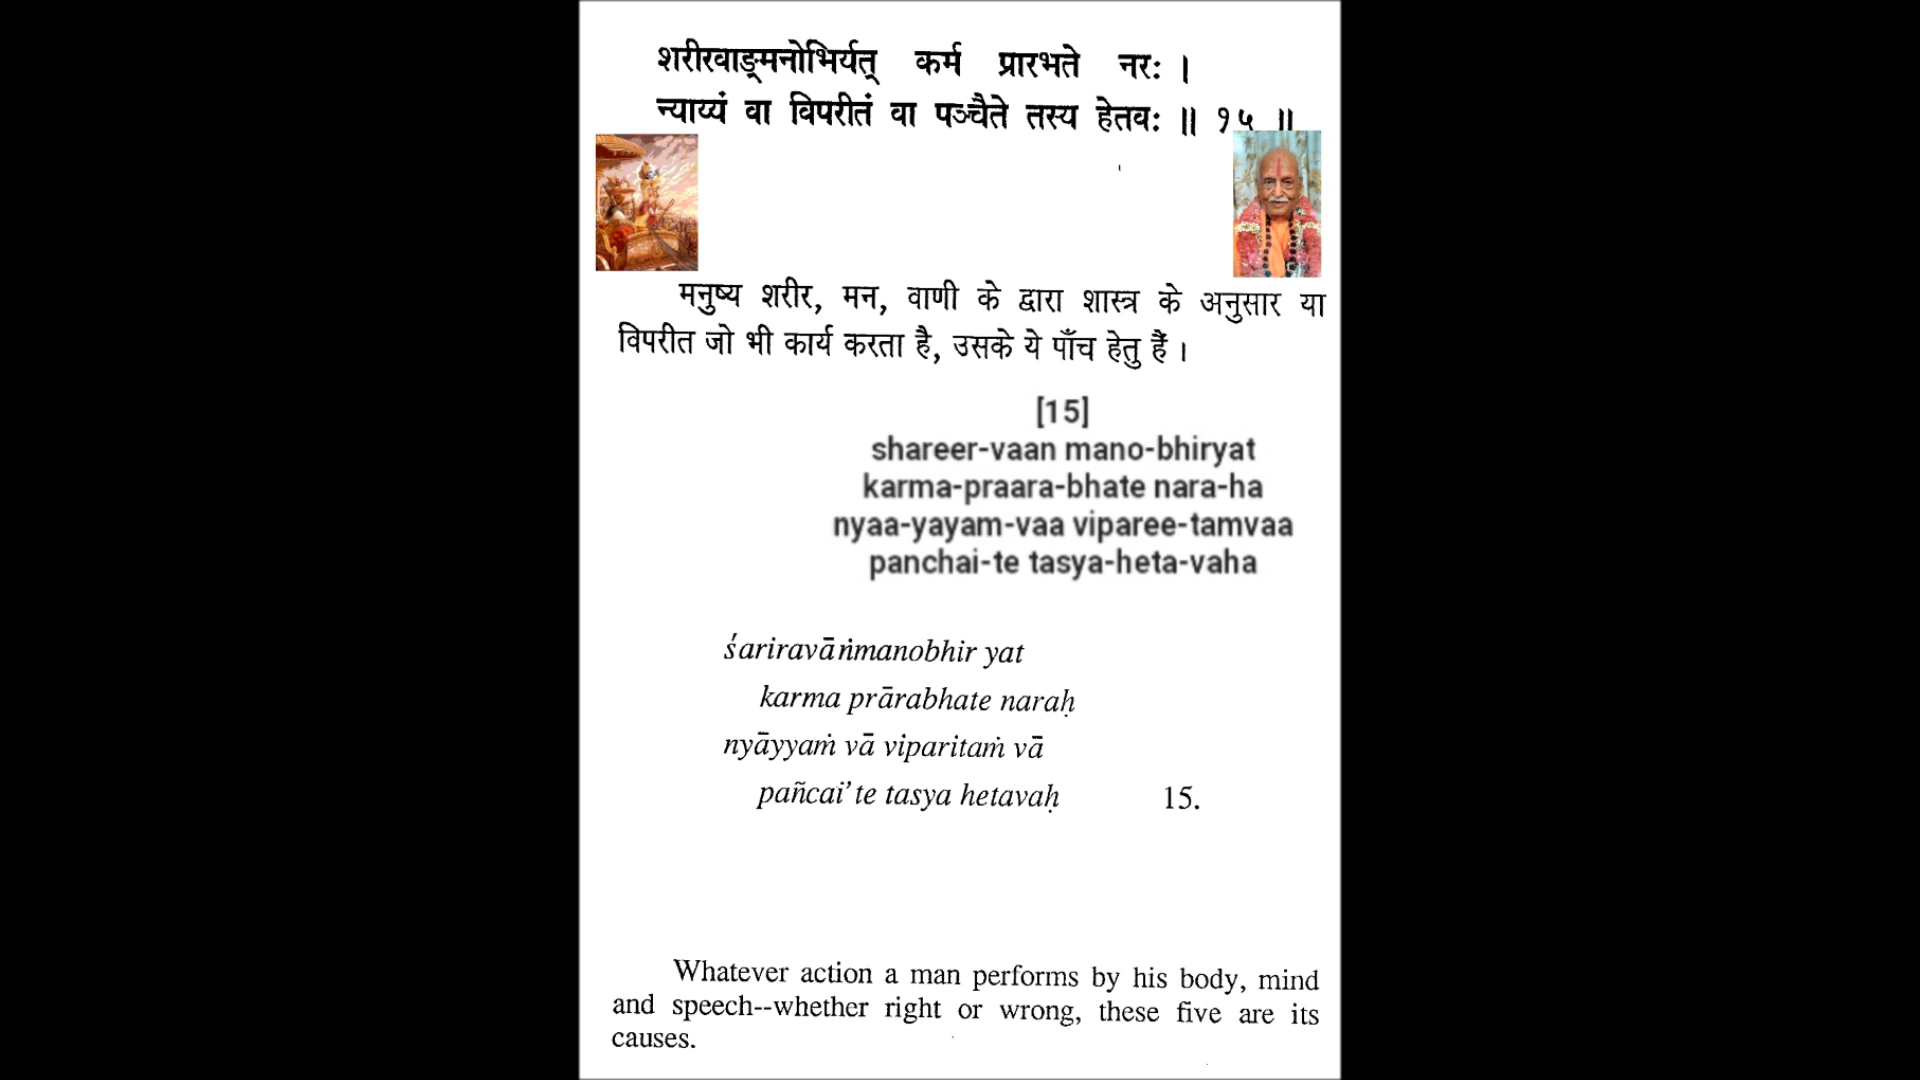 शरीरवाङ्मनोभिर्यत् कर्म प्रारभते नरः ।
न्याय्यं वा विपरीतं वा पञ्चैते तस्य हेतवः ॥ १५ ॥
मनुष्य शरीर, मन, वाणी के द्वारा शास्त्र के अनुसार या
विपरीत जो भी कार्य करता है, उसके ये पाँच हेतु हैं ।
[15]
shareer-vaan mano-bhiryat
karma-praara-bhate nara-ha
nyaa-yayam-vaa viparee-tamvaa
panchai-te tasya-heta-vaha
śariravāṅmanobhir yat
karma prārabhate naraḥ
nyāyyaṁ vā viparitaṁ vā
pañcai’te tasya hetavaḥ 15.
Whatever action a man performs by his body, mind
and speech--whether right or wrong, these five are its
causes.